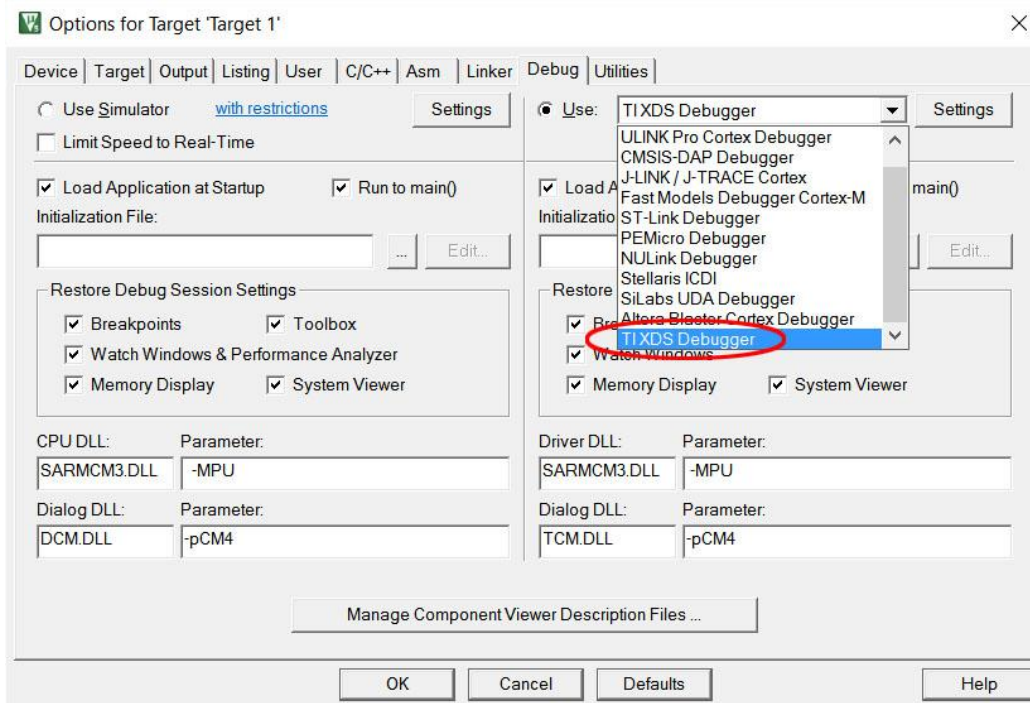 Options for Target 'Target 1'
Device Target Output Listing User C/C++ Asm Linker Debug Utilities
Use Simulator with restrictions Settings
Limit Speed to Real-Time
Load Application at Startup Run to main()
Initialization File:
... Edit...
Restore Debug Session Settings
Breakpoints Toolbox
Watch Windows & Performance Analyzer
Memory Display System Viewer
CPU DLL: Parameter:
SARMCM3.DLL -MPU
Dialog DLL: Parameter:
DCM.DLL -pCM4
Use: TI XDS Debugger Settings
ULINK Pro Cortex Debugger
CMSIS-DAP Debugger
J-LINK / J-TRACE Cortex
Fast Models Debugger Cortex-M
ST-Link Debugger
PEMicro Debugger
NULink Debugger
Stellaris ICDI
SiLabs UDA Debugger
Altera Blaster Cortex Debugger
TI XDS Debugger
Load A main()
Initializatio
Edit...
Restore
Bre
Watch Windows
Memory Display System Viewer
Driver DLL: Parameter:
SARMCM3.DLL -MPU
Dialog DLL: Parameter:
TCM.DLL -pCM4
Manage Component Viewer Description Files ...
OK Cancel Defaults Help